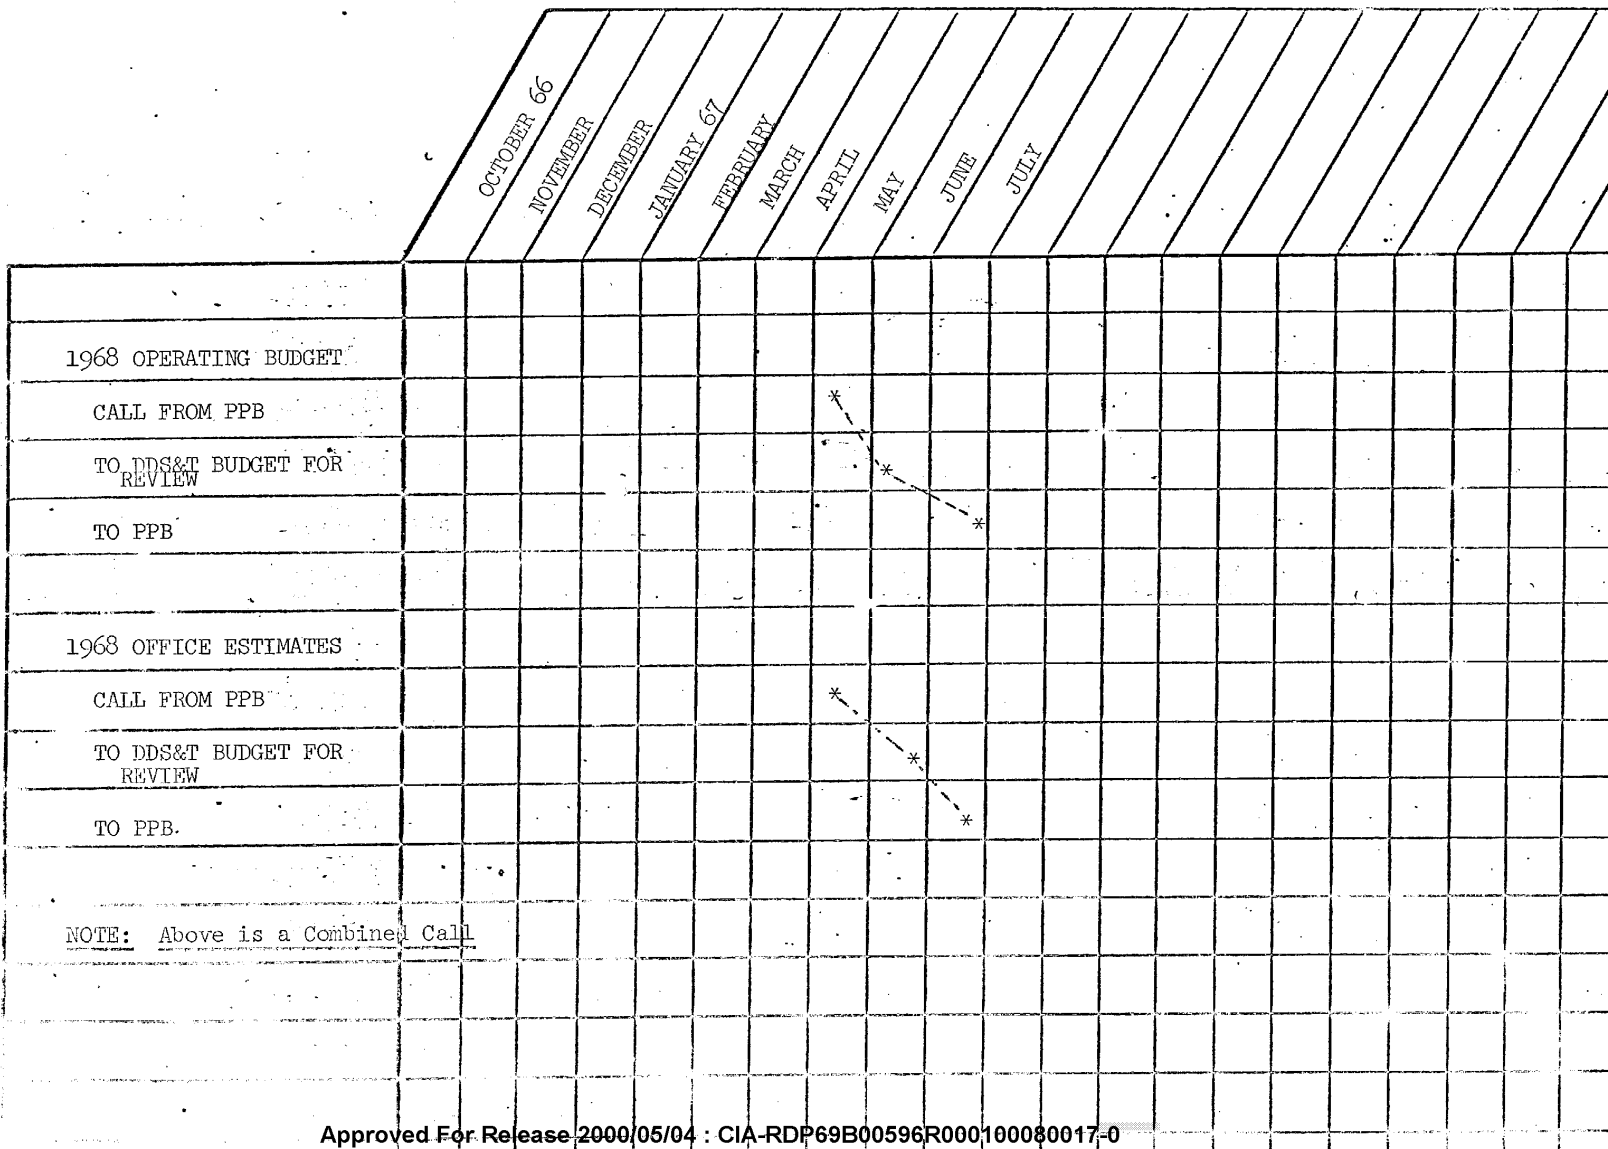 OCTOBER 66
NOVEMBER
DECEMBER
JANUARY 67
FEBRUARY
MARCH
APRIL
MAY
JUNE
JULY
1968 OPERATING BUDGET
CALL FROM PPB
*
TO DDS&T BUDGET FOR
REVIEW
*
TO PPB
*
1968 OFFICE ESTIMATES
CALL FROM PPB
*
TO DDS&T BUDGET FOR
REVIEW
*
TO PPB
*
NOTE: Above is a Combined Call
Approved For Release 2000/05/04 : CIA-RDP69B00596R000100080017-0